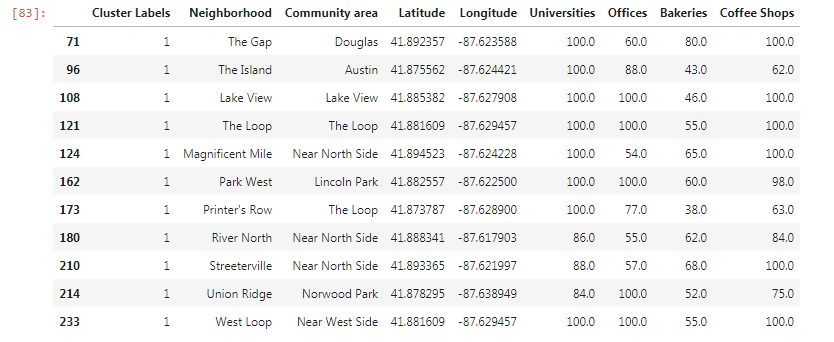 [83]: Cluster Labels Neighborhood Community area Latitude Longitude Universities Offices Bakeries Coffee Shops
71 1 The Gap Douglas 41.892357 -87.623588 100.0 60.0 80.0 100.0
96 1 The Island Austin 41.875562 -87.624421 100.0 88.0 43.0 62.0
108 1 Lake View Lake View 41.885382 -87.627908 100.0 100.0 46.0 100.0
121 1 The Loop The Loop 41.881609 -87.629457 100.0 100.0 55.0 100.0
124 1 Magnificent Mile Near North Side 41.894523 -87.624228 100.0 54.0 65.0 100.0
162 1 Park West Lincoln Park 41.882557 -87.622500 100.0 100.0 60.0 98.0
173 1 Printer's Row The Loop 41.873787 -87.628900 100.0 77.0 38.0 63.0
180 1 River North Near North Side 41.888341 -87.617903 86.0 55.0 62.0 84.0
210 1 Streeterville Near North Side 41.893365 -87.621997 88.0 57.0 68.0 100.0
214 1 Union Ridge Norwood Park 41.878295 -87.638949 84.0 100.0 52.0 75.0
233 1 West Loop Near West Side 41.881609 -87.629457 100.0 100.0 55.0 100.0